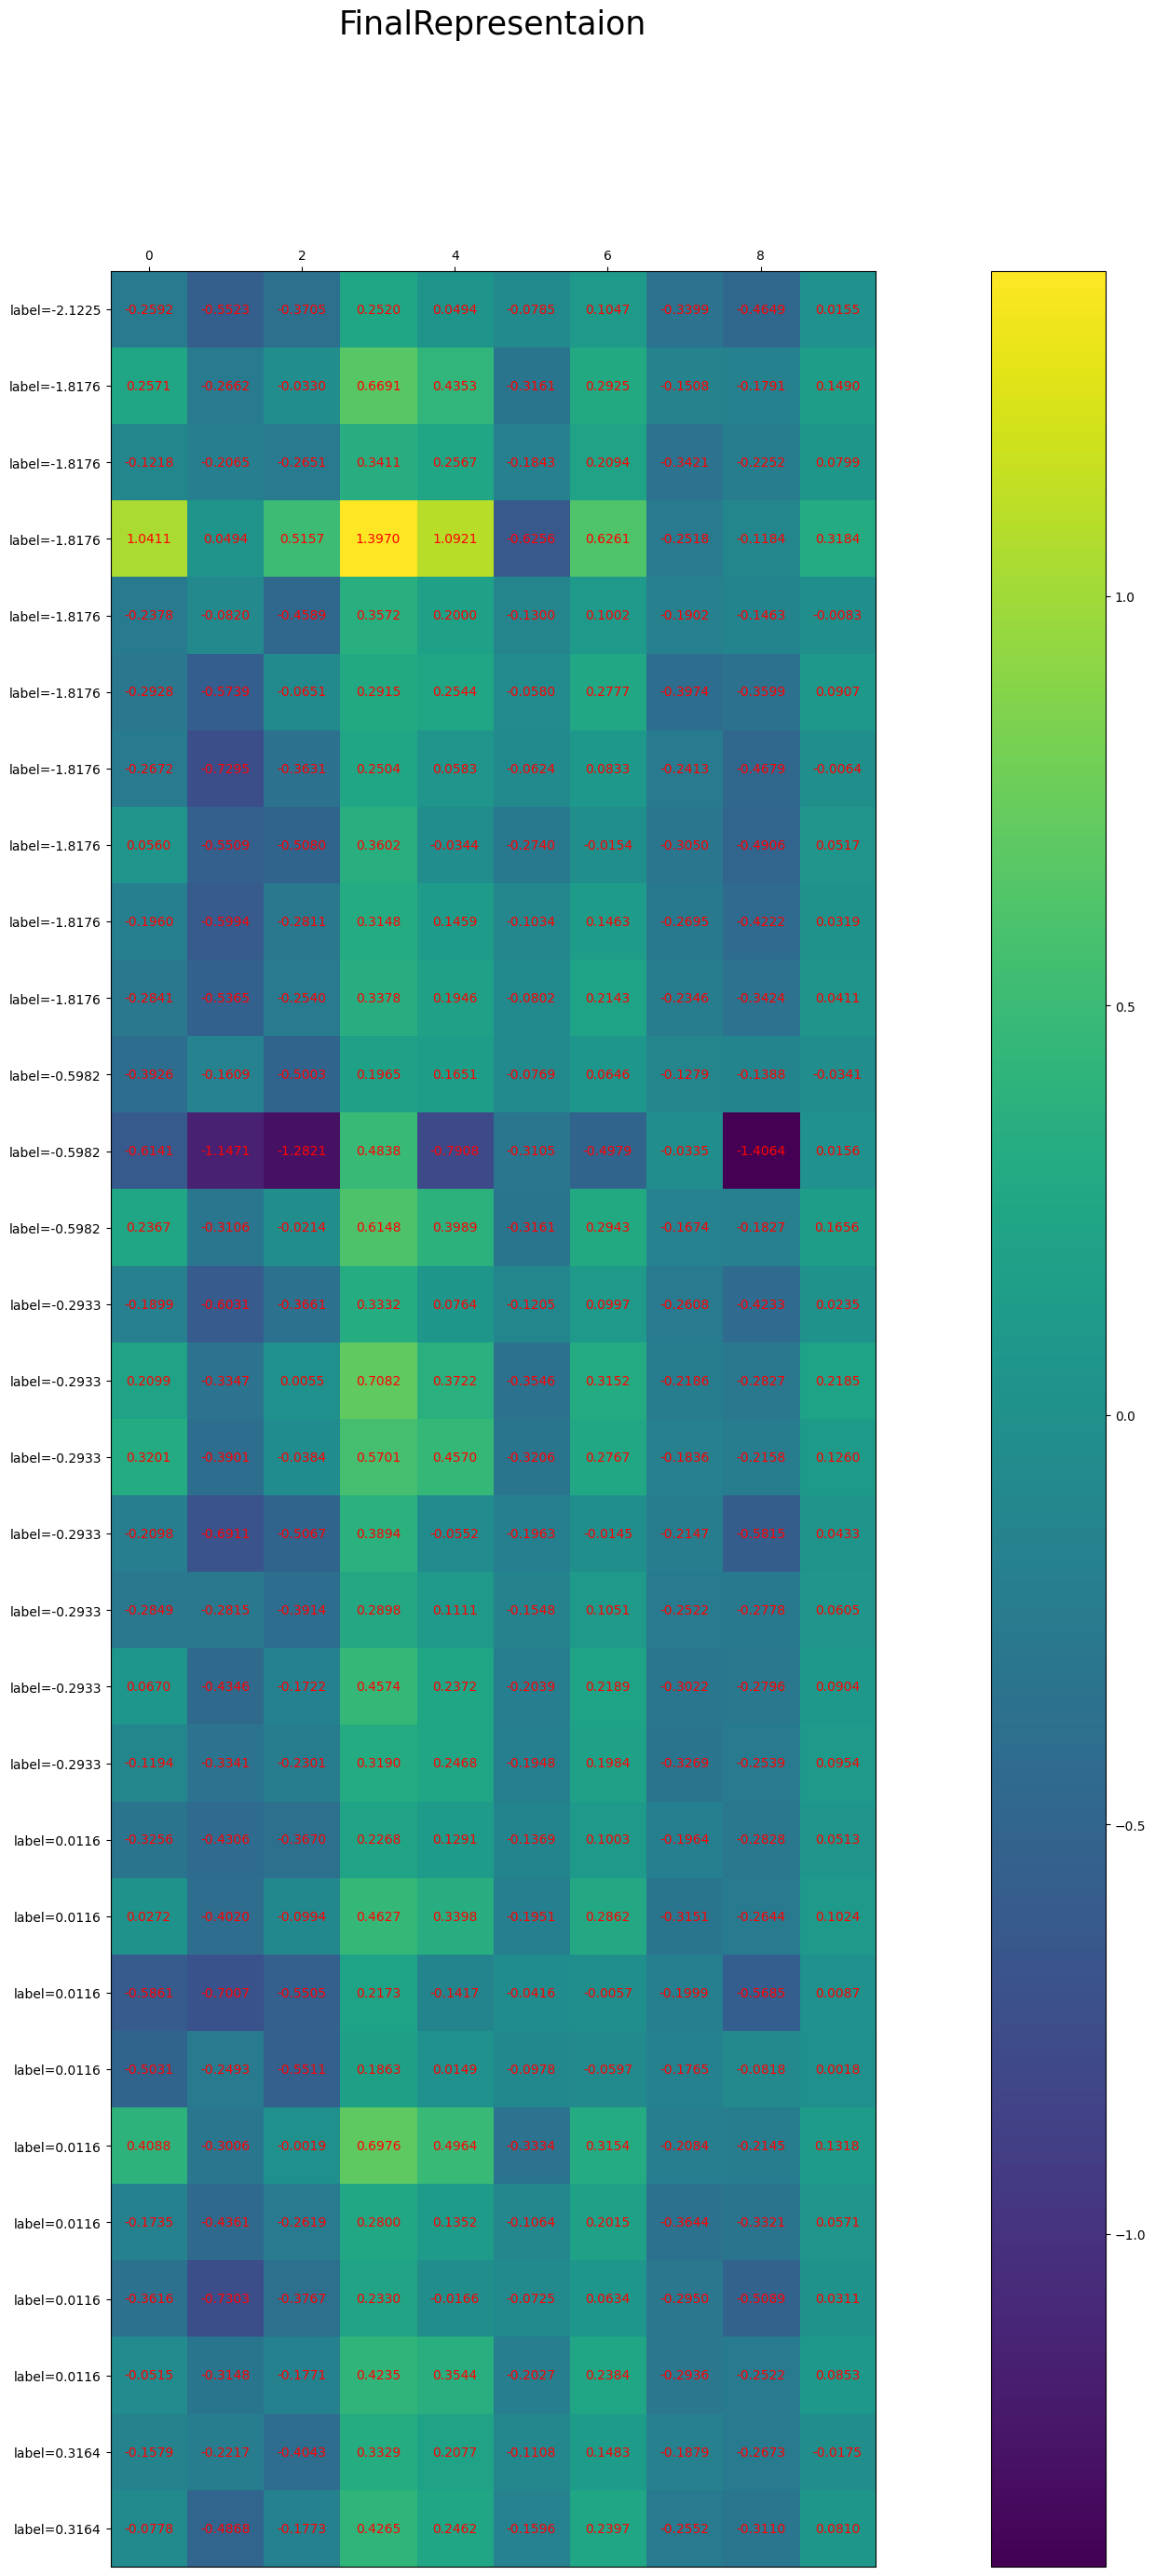 FinalRepresentaion
0 2 4 6 8
label=-2.1225 -0.2592 -0.5523 -0.3705 0.2520 0.0494 -0.0785 0.1047 -0.3399 -0.4649 0.0155
label=-1.8176 0.2571 -0.2662 -0.0330 0.6691 0.4353 -0.3161 0.2925 -0.1508 -0.1791 0.1490
label=-1.8176 -0.1218 -0.2065 -0.2651 0.3411 0.2567 -0.1843 0.2094 -0.3421 -0.2252 0.0799
label=-1.8176 1.0411 0.0494 0.5157 1.3970 1.0921 -0.6256 0.6261 -0.2518 -0.1184 0.3184
1.0
label=-1.8176 -0.2378 -0.0820 -0.4589 0.3572 0.2000 -0.1300 0.1002 -0.1902 -0.1463 -0.0083
label=-1.8176 -0.2928 -0.5739 -0.0651 0.2915 0.2544 -0.0580 0.2777 -0.3974 -0.3599 0.0907
label=-1.8176 -0.2672 -0.7295 -0.3631 0.2504 0.0583 -0.0624 0.0833 -0.2413 -0.4679 -0.0064
label=-1.8176 0.0560 -0.5509 -0.5080 0.3602 -0.0344 -0.2740 -0.0154 -0.3050 -0.4906 0.0517
label=-1.8176 -0.1960 -0.5994 -0.2811 0.3148 0.1459 -0.1034 0.1463 -0.2695 -0.4222 0.0319
label=-1.8176 -0.2841 -0.5365 -0.2540 0.3378 0.1946 -0.0802 0.2143 -0.2346 -0.3424 0.0411
0.5
label=-0.5982 -0.3926 -0.1609 -0.5003 0.1965 0.1651 -0.0769 0.0646 -0.1279 -0.1388 -0.0341
label=-0.5982 -0.6141 -1.1471 -1.2821 0.4838 -0.3105 -0.4979 -0.0335 -1.4064 0.0156
label=-0.5982 0.2367 -0.3106 -0.0214 0.6148 0.3989 -0.3161 0.2943 -0.1674 -0.1827 0.1656
label=-0.2933 -0.1899 -0.6031 -0.3661 0.3332 0.0764 -0.1205 0.0997 -0.2608 -0.4233 0.0235
label=-0.2933 0.2099 -0.3347 0.0055 0.7082 0.3722 -0.3546 0.3152 -0.2186 -0.2827 0.2185
0.0
label=-0.2933 0.3201 -0.3901 -0.0384 0.5701 0.4570 -0.3206 0.2767 -0.1836 -0.2158 0.1260
label=-0.2933 -0.2098 -0.6911 -0.5067 0.3894 -0.0552 -0.1963 -0.0145 -0.2147 -0.5815 0.0433
label=-0.2933 -0.2849 -0.2815 -0.3914 0.2898 0.1111 -0.1548 0.1051 -0.2522 -0.2778 0.0605
label=-0.2933 0.0670 -0.4346 -0.1722 0.4574 0.2372 -0.2039 0.2189 -0.3022 -0.2796 0.0904
label=-0.2933 -0.1194 -0.3341 -0.2301 0.3190 0.2468 -0.1948 0.1984 -0.3269 -0.2539 0.0954
−0.5
label=0.0116 -0.3256 -0.4306 -0.3670 0.2268 0.1291 -0.1369 0.1003 -0.1964 -0.2828 0.0513
label=0.0116 0.0272 -0.4020 -0.0994 0.4627 0.3398 -0.1951 0.2862 -0.3151 -0.2644 0.1024
label=0.0116 -0.5861 -0.7007 -0.5505 0.2173 -0.1417 -0.0416 -0.0057 -0.1999 -0.5685 0.0087
label=0.0116 -0.5031 -0.2493 -0.5511 0.1863 0.0149 -0.0978 -0.0597 -0.1765 -0.0818 0.0018
label=0.0116 0.4088 -0.3006 -0.0019 0.6976 0.4964 -0.3334 0.3154 -0.2084 -0.2145 0.1318
label=0.0116 -0.1735 -0.4361 -0.2619 0.2800 0.1352 -0.1064 0.2015 -0.3644 -0.3321 0.0571
−1.0
label=0.0116 -0.3616 -0.3767 0.2330 -0.0166 -0.0725 0.0634 -0.2950 -0.5089 0.0311
label=0.0116 -0.0515 -0.3148 -0.1771 0.4235 0.3544 -0.2027 0.2384 -0.2936 -0.2522 0.0853
label=0.3164 -0.1579 -0.2217 -0.4043 0.3329 0.2077 -0.1108 0.1483 -0.1879 -0.2673 -0.0175
label=0.3164 -0.0778 -0.4868 -0.1773 0.4265 0.2462 -0.1596 0.2397 -0.2552 -0.3110 0.0810